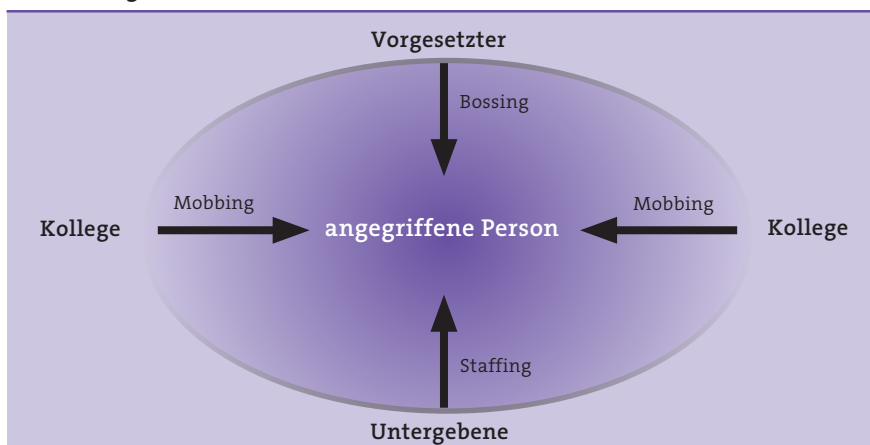 Vorgesetzter
Bossing
Mobbing
Mobbing
Kollege
angegriffene Person
Kollege
Staffing
Untergebene